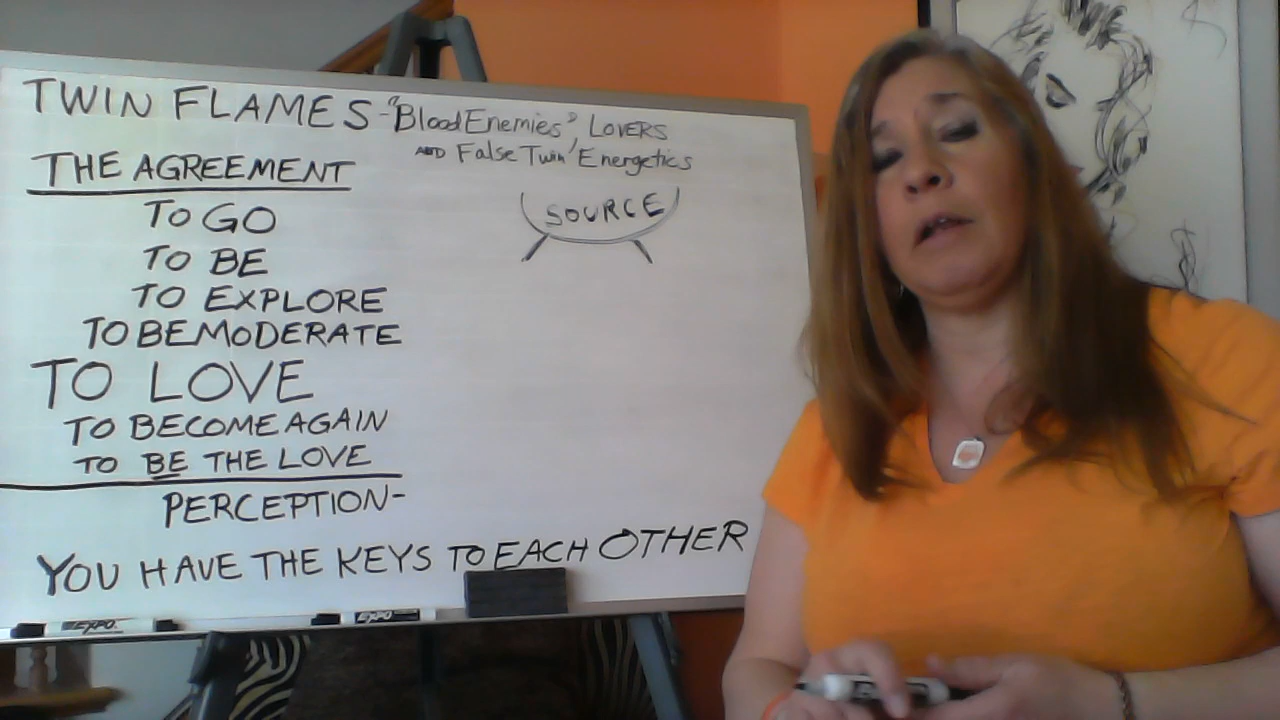 TWIN FLAMES - "Blood Enemies", LOVERS
AND False Twin' Energetics
THE AGREEMENT
TO GO
TO BE
TO EXPLORE
TO BE MODERATE
TO LOVE
TO BECOME AGAIN
TO BE THE LOVE
PERCEPTION-
YOU HAVE THE KEYS TO EACH OTHER
SOURCE
EXPO
EXPO